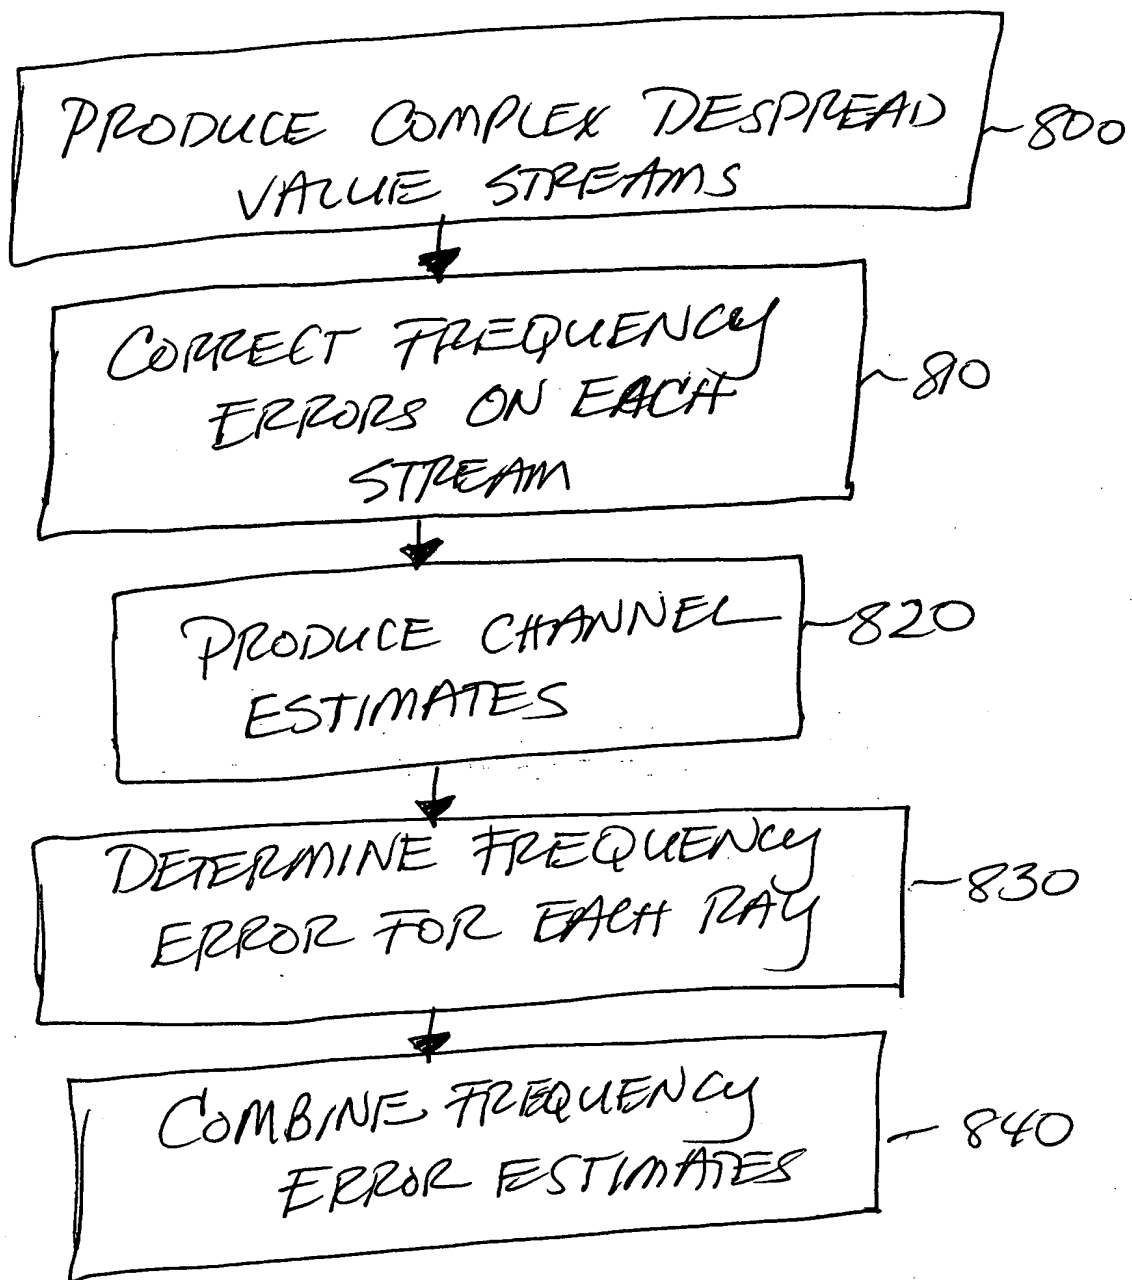 PRODUCE COMPLEX DESPREAD
VALUE STREAMS
800
CORRECT FREQUENCY
ERRORS ON EACH
STREAM
810
PRODUCE CHANNEL
ESTIMATES
820
DETERMINE FREQUENCY
ERROR FOR EACH RAY
830
COMBINE FREQUENCY
ERROR ESTIMATES
840